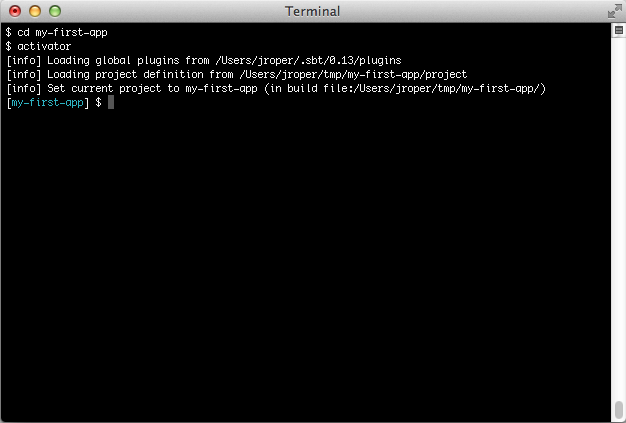 Terminal
$ cd my-first-app
$ activator
[info] Loading global plugins from /Users/jroper/.sbt/0.13/plugins
[info] Loading project definition from /Users/jroper/tmp/my-first-app/project
[info] Set current project to my-first-app (in build file:/Users/jroper/tmp/my-first-app/)
[my-first-app] $